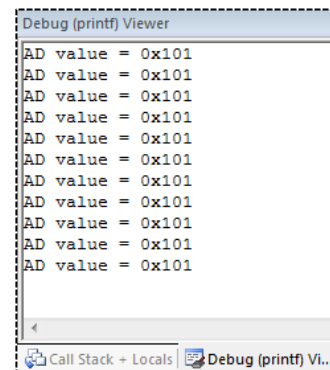 Debug (printf) Viewer
AD value = 0x101
AD value = 0x101
AD value = 0x101
AD value = 0x101
AD value = 0x101
AD value = 0x101
AD value = 0x101
AD value = 0x101
AD value = 0x101
AD value = 0x101
AD value = 0x101
Call Stack + Locals Debug (printf) Vi...